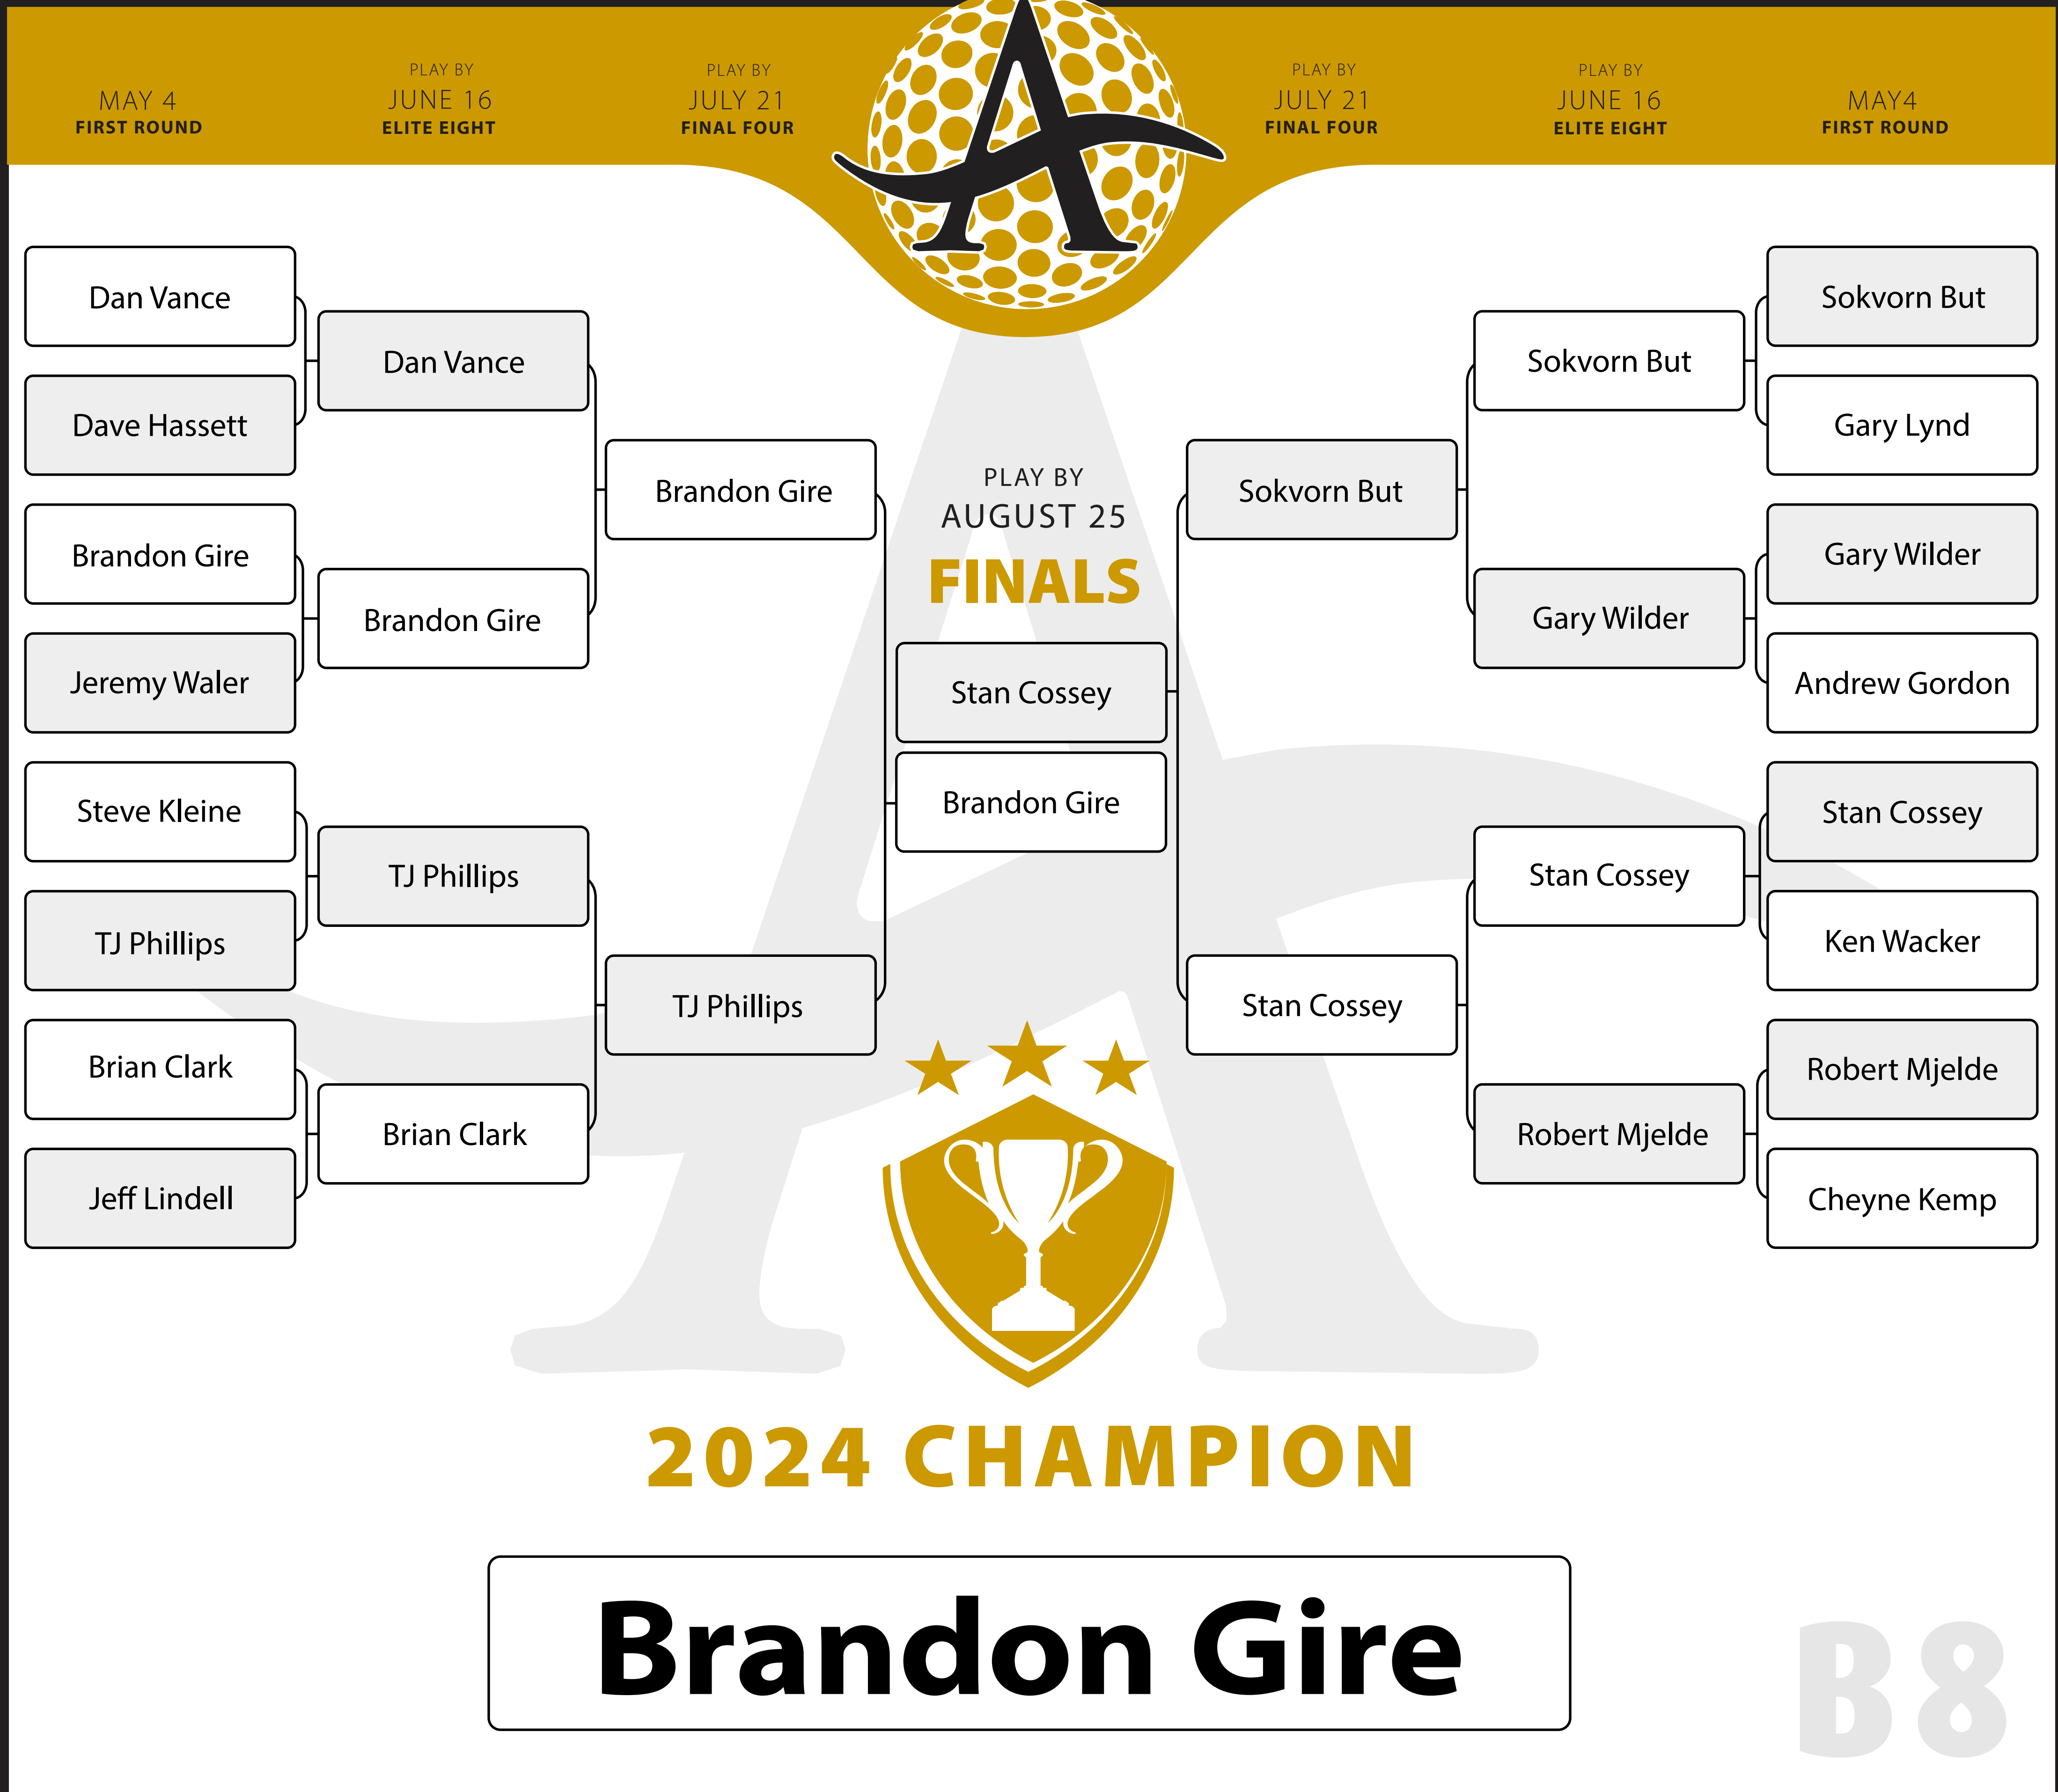 MAY 4
FIRST ROUND
PLAY BY
JUNE 16
ELITE EIGHT
PLAY BY
JULY 21
FINAL FOUR
A
PLAY BY
JULY 21
FINAL FOUR
PLAY BY
JUNE 16
ELITE EIGHT
MAY4
FIRST ROUND
Dan Vance
Dave Hassett
Brandon Gire
Jeremy Waler
Steve Kleine
TJ Phillips
Brian Clark
Jeff Lindell
Dan Vance
Brandon Gire
TJ Phillips
Brian Clark
Brandon Gire
TJ Phillips
PLAY BY
AUGUST 25
FINALS
Stan Cossey
Brandon Gire
Sokvorn But
Stan Cossey
Sokvorn But
Gary Wilder
Stan Cossey
Robert Mjelde
Sokvorn But
Gary Lynd
Gary Wilder
Andrew Gordon
Stan Cossey
Ken Wacker
Robert Mjelde
Cheyne Kemp
2024 CHAMPION
Brandon Gire
B8